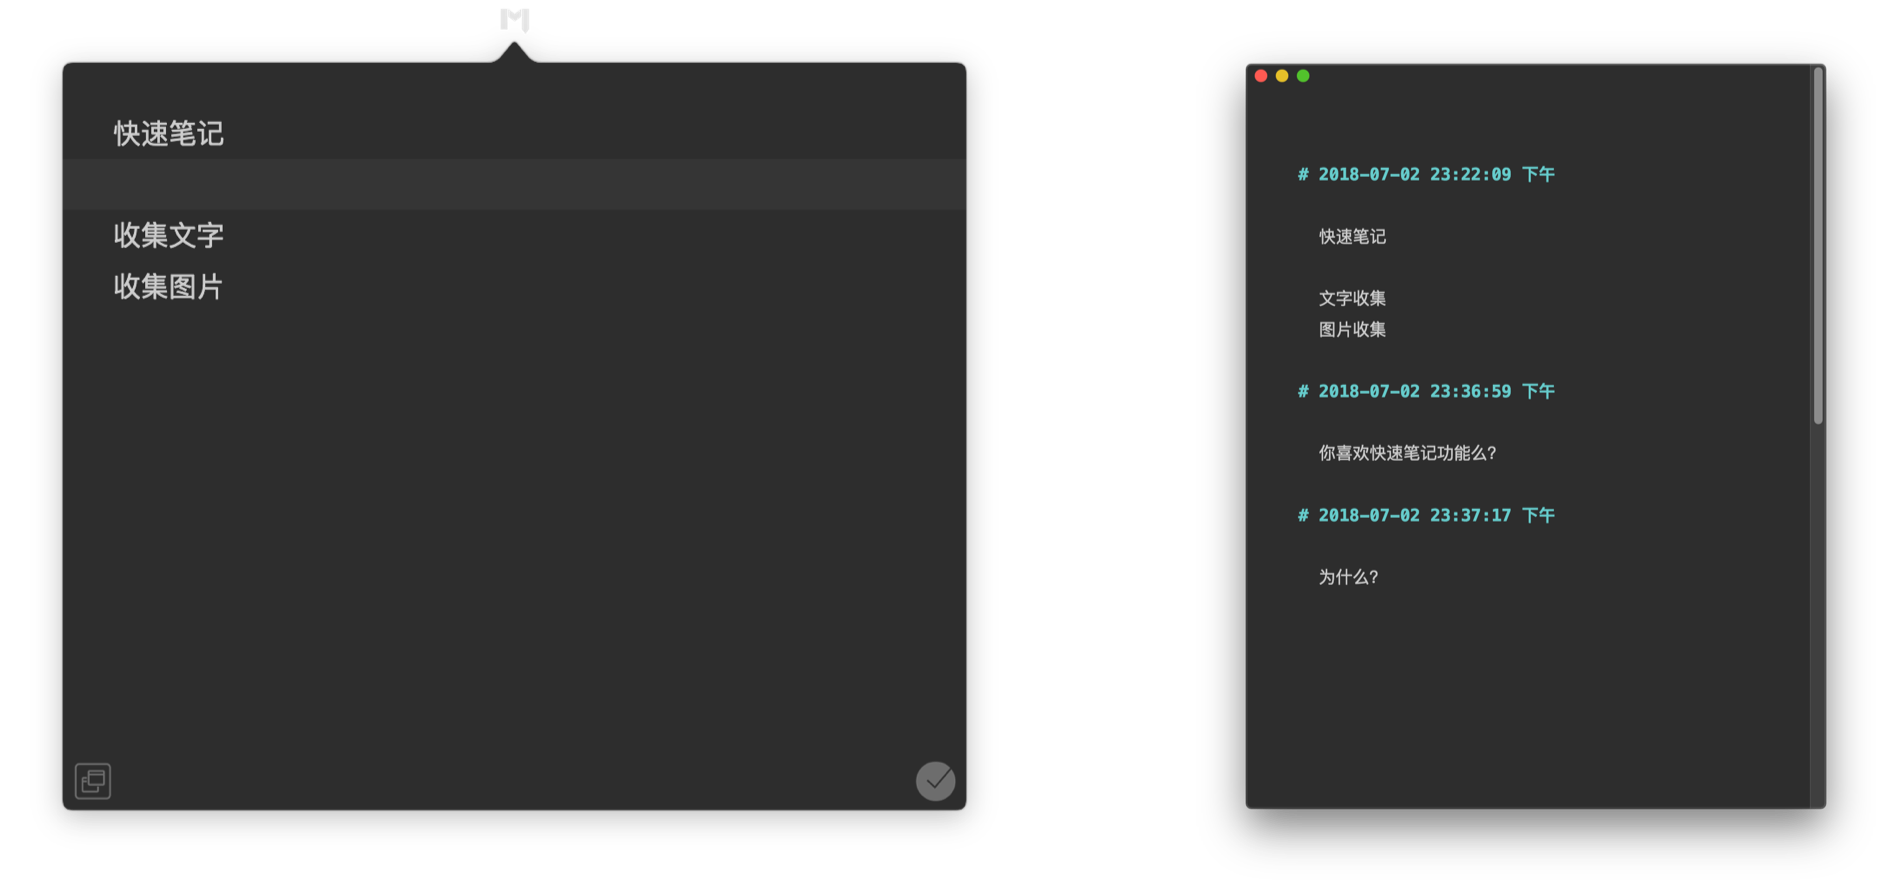 快速笔记
收集文字
收集图片
# 2018-07-02 23:22:09 下午
快速笔记
文字收集
图片收集
# 2018-07-02 23:36:59 下午
你喜欢快速笔记功能么?
# 2018-07-02 23:37:17 下午
为什么?